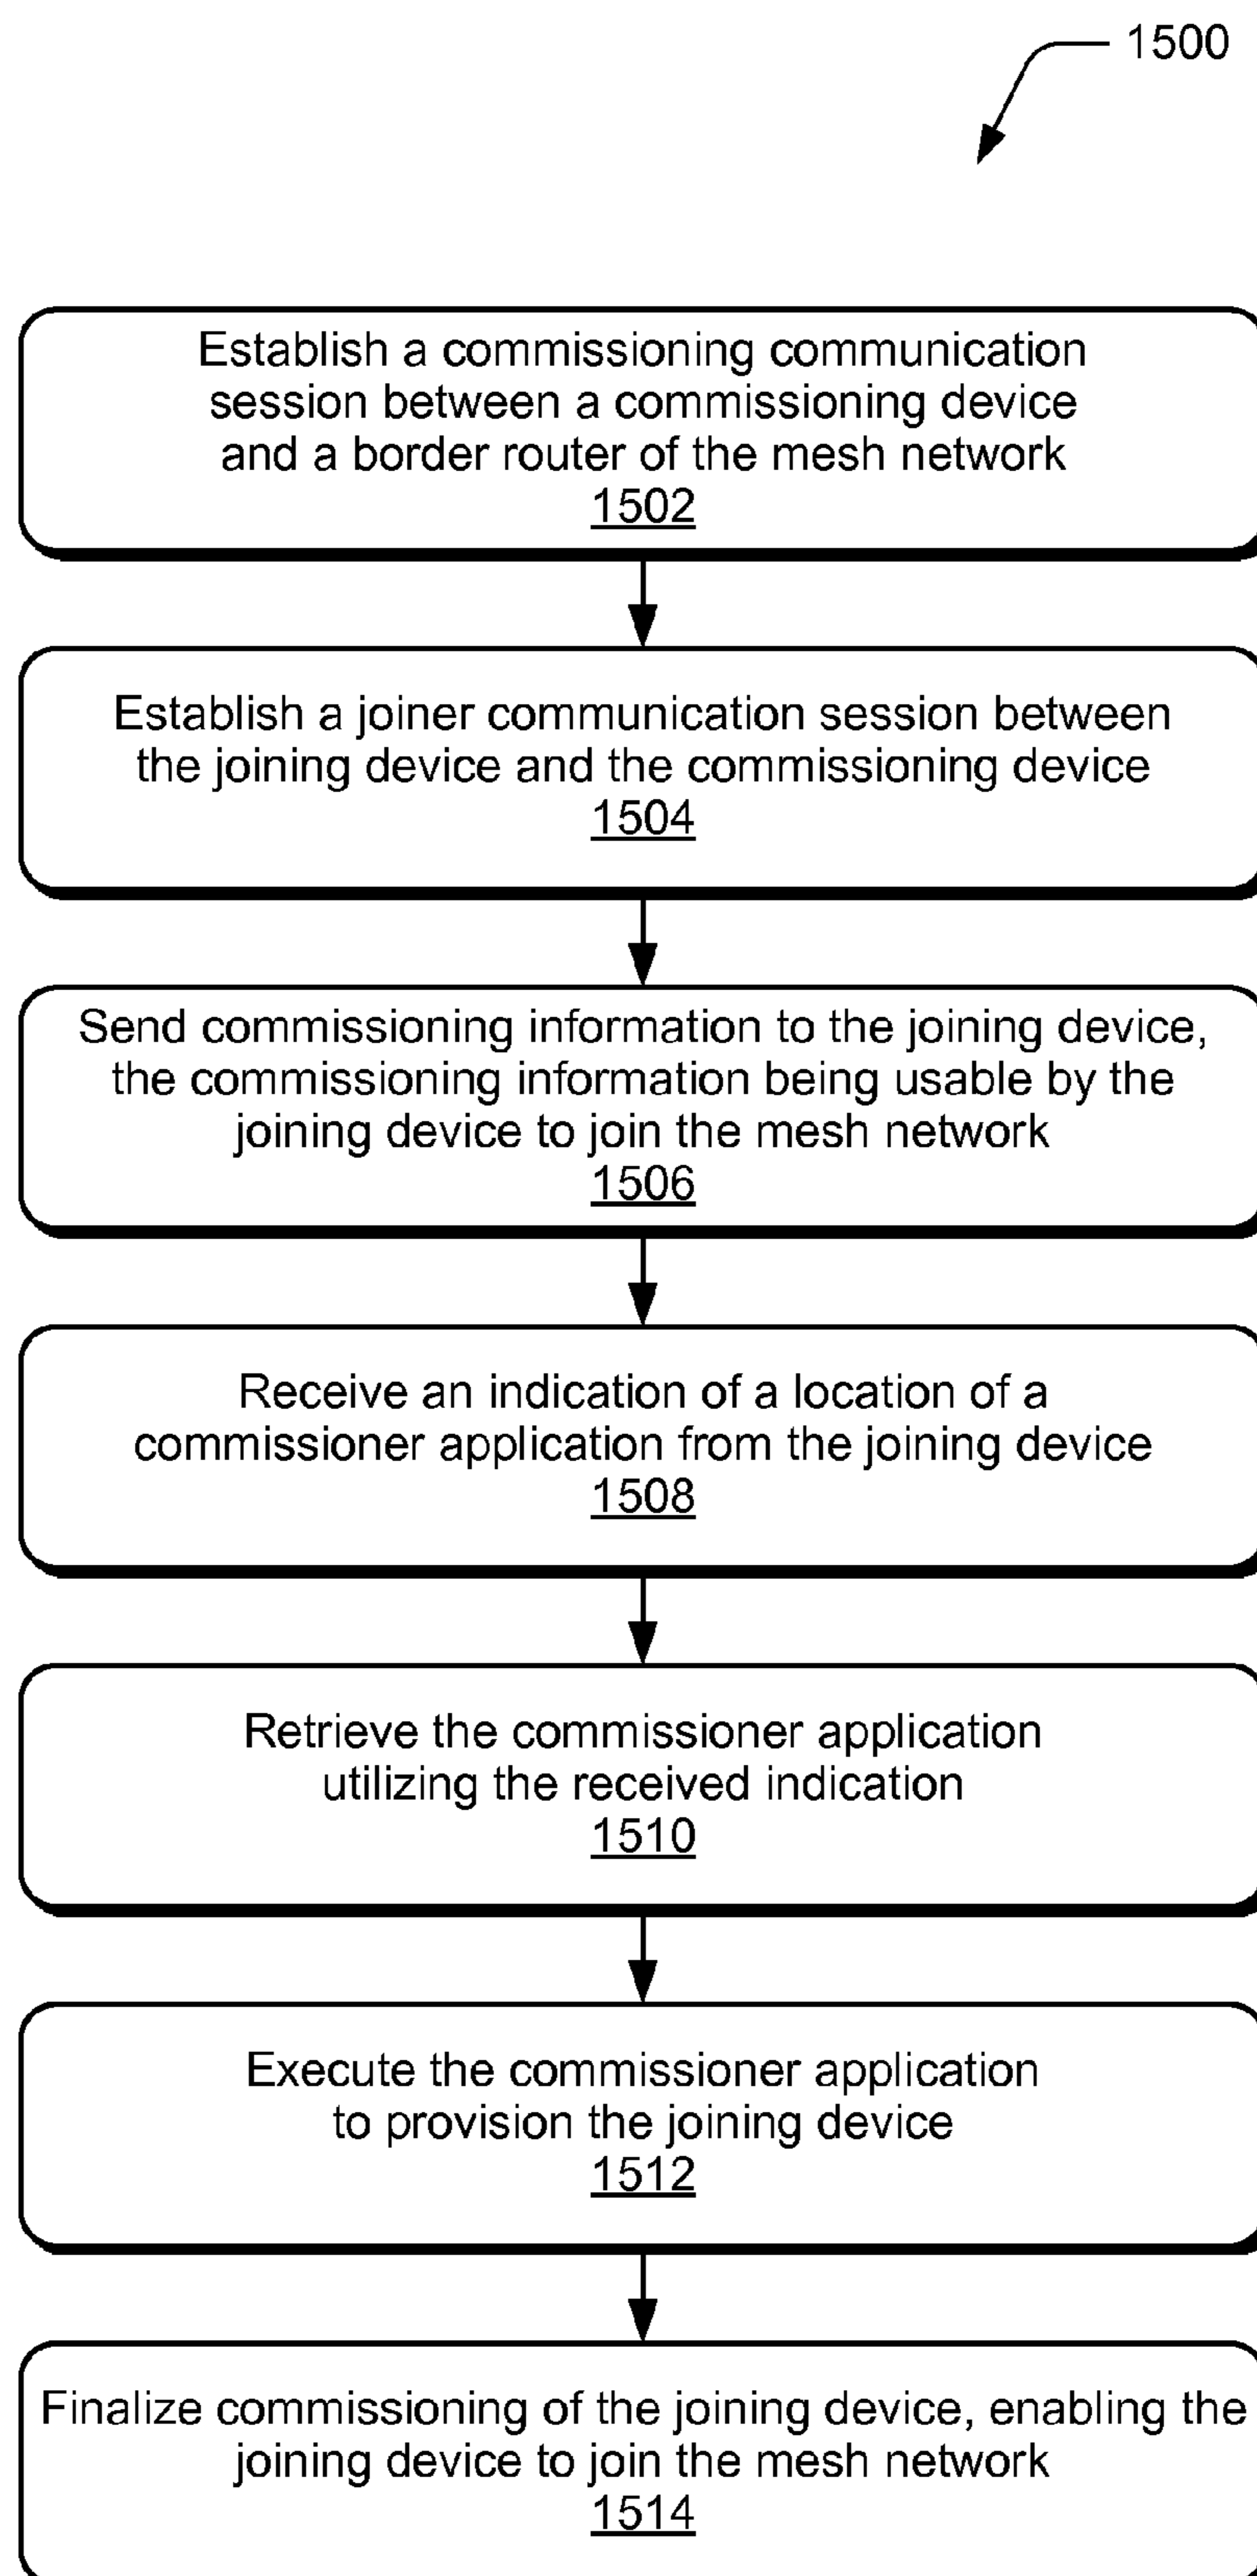 1500
Establish a commissioning communication
session between a commissioning device
and a border router of the mesh network
1502
Establish a joiner communication session between
the joining device and the commissioning device
1504
Send commissioning information to the joining device,
the commissioning information being usable by the
joining device to join the mesh network
1506
Receive an indication of a location of a
commissioner application from the joining device
1508
Retrieve the commissioner application
utilizing the received indication
1510
Execute the commissioner application
to provision the joining device
1512
Finalize commissioning of the joining device, enabling the
joining device to join the mesh network
1514